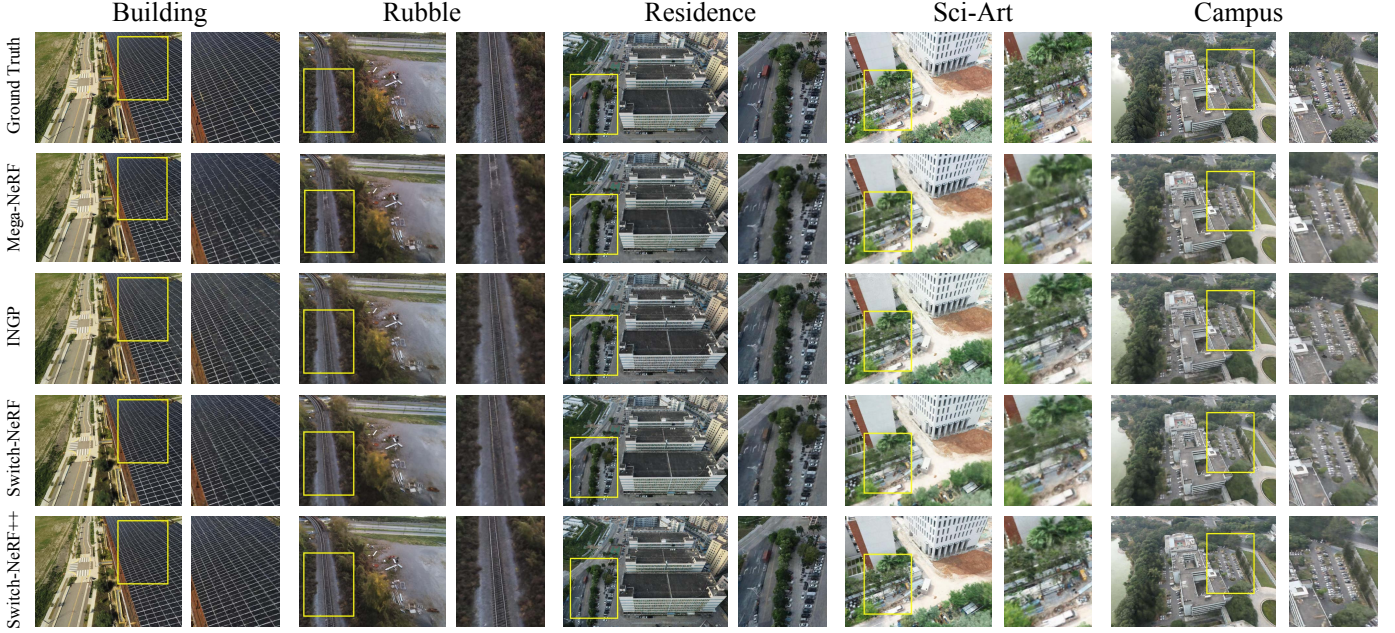 Building Rubble Residence Sci-Art Campus
Ground Truth
Mega-NeRF
INGP
Switch-NeRF
Switch-NeRF++